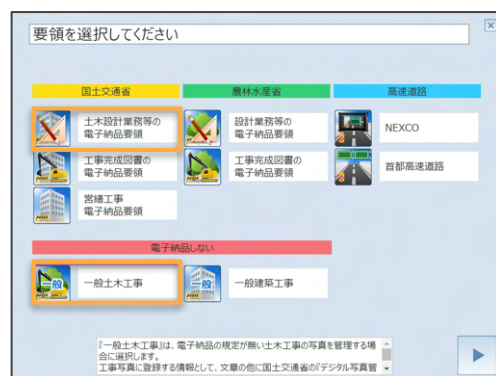 要領を選択してください
国土交通省
農林水産省
高速道路
土木設計業務等の
電子納品要領
設計業務等の
電子納品要領
NEXCO
工事完成図書の
電子納品要領
工事完成図書の
電子納品要領
首都高速道路
営繕工事
電子納品要領
電子納品しない
一般
一般土木工事
一般
一般建築工事
『一般土木工事』は、電子納品の規定が無い土木工事の写真を管理する場
合に選択します。
工事写真に登録する情報として、文章の他に国土交通省の『デジタル写真管